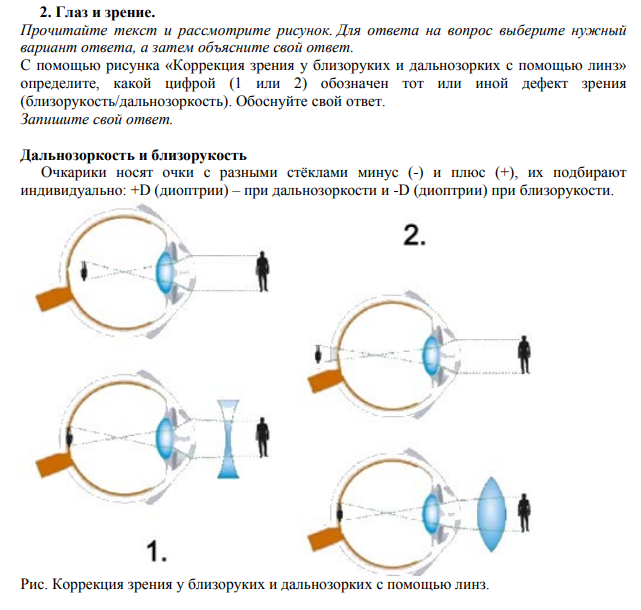 2. Глаз и зрение.
Прочитайте текст и рассмотрите рисунок. Для ответа на вопрос выберите нужный
вариант ответа, а затем объясните свой ответ.
С помощью рисунка «Коррекция зрения у близоруких и дальнозорких с помощью линз»
определите, какой цифрой (1 или 2) обозначен тот или иной дефект зрения
(близорукость/дальнозоркость). Обоснуйте свой ответ.
Запишите свой ответ.
Дальнозоркость и близорукость
Очкарики носят очки с разными стёклами минус (-) и плюс (+), их подбирают
индивидуально: +D (диоптрии) – при дальнозоркости и -D (диоптрии) при близорукости.
2.
1.
Рис. Коррекция зрения у близоруких и дальнозорких с помощью линз.